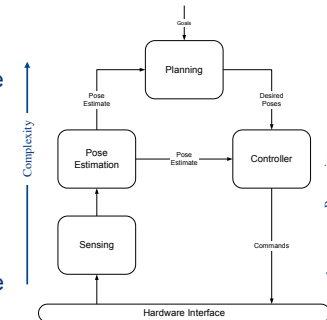 Goals
Planning
Pose
Estimate
Desired
Poses
Complexity
Pose
Estimation
Pose
Estimate
Controller
Sensing
Commands
Hardware Interface